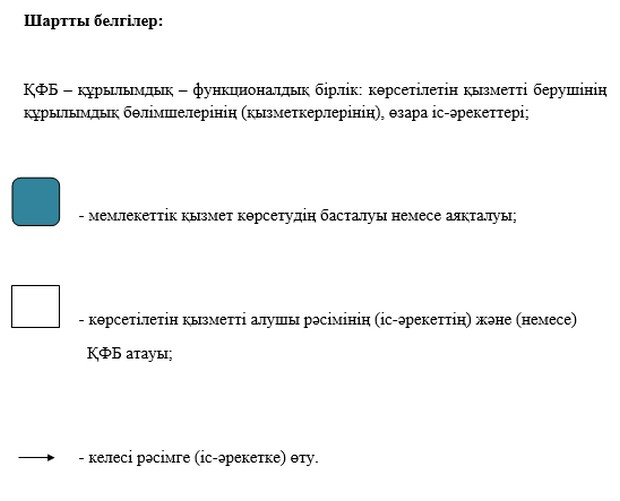 Шартты белгілер:
ҚФБ – құрылымдық – функционалдық бірлік: көрсетілетін қызметті берушінің
құрылымдық бөлімшелерінің (қызметкерлерінің), өзара іс-әрекеттері;
- мемлекеттік қызмет көрсетудің басталуы немесе аяқталуы;
- көрсетілетін қызметті алушы рәсімінің (іс-әрекеттің) және (немесе)
ҚФБ атауы;
- келесі рәсімге (іс-әрекетке) өту.